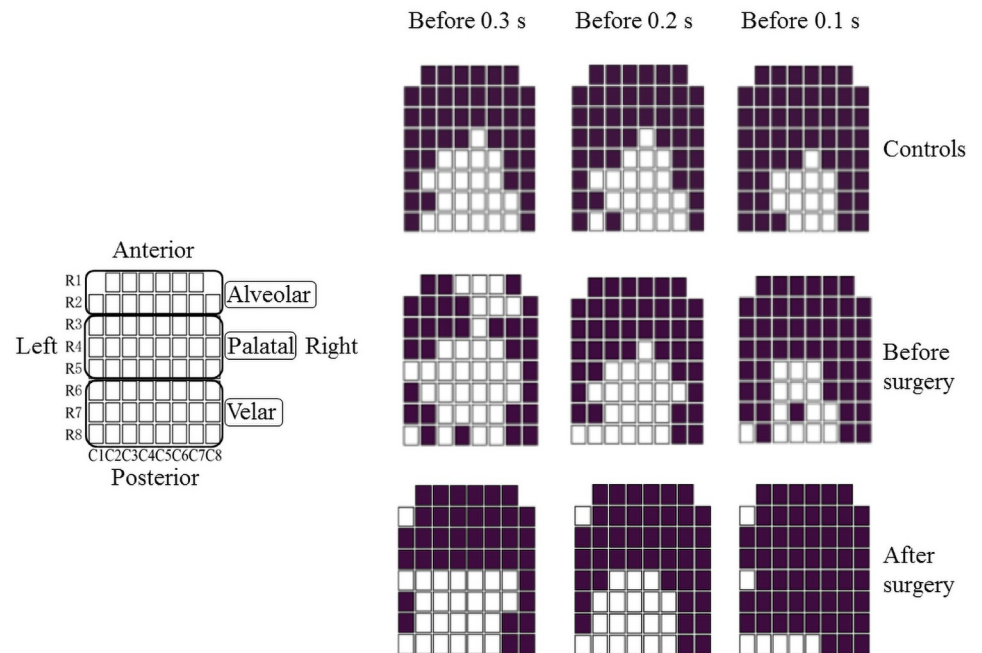 Before 0.3 s Before 0.2 s Before 0.1 s
Controls
Anterior
R1
R2
Alveolar
R3
Left R4 Palatal Right
R5
R6
R7
Velar
R8
C1C2C3C4C5C6C7C8
Posterior
Before
surgery
After
surgery